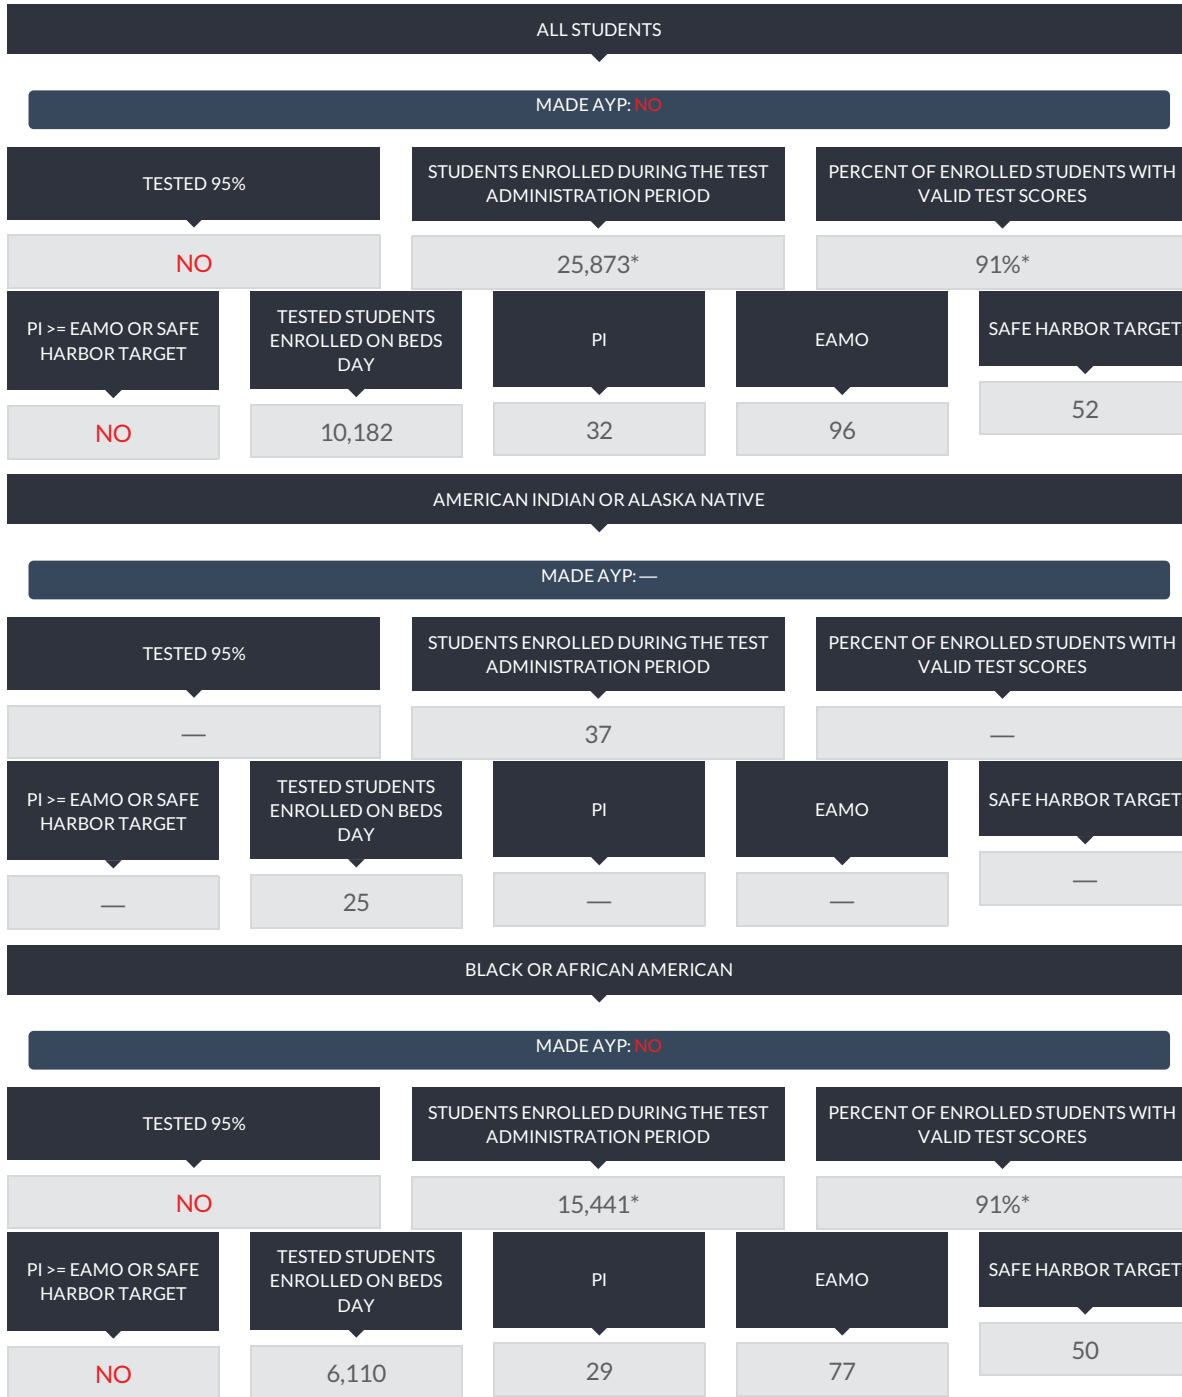 ALL STUDENTS
MADE AYP: NO
TESTED 95%
STUDENTS ENROLLED DURING THE TEST
ADMINISTRATION PERIOD
PERCENT OF ENROLLED STUDENTS WITH
VALID TEST SCORES
NO
25,873*
91%*
PI >= EAMO OR SAFE
HARBOR TARGET
TESTED STUDENTS
ENROLLED ON BEDS
DAY
PI
EAMO
SAFE HARBOR TARGET
NO
10,182
32
96
52
AMERICAN INDIAN OR ALASKA NATIVE
MADE AYP: —
TESTED 95%
STUDENTS ENROLLED DURING THE TEST
ADMINISTRATION PERIOD
PERCENT OF ENROLLED STUDENTS WITH
VALID TEST SCORES
—
37
—
PI >= EAMO OR SAFE
HARBOR TARGET
TESTED STUDENTS
ENROLLED ON BEDS
DAY
PI
EAMO
SAFE HARBOR TARGET
—
25
—
—
—
BLACK OR AFRICAN AMERICAN
MADE AYP: NO
TESTED 95%
STUDENTS ENROLLED DURING THE TEST
ADMINISTRATION PERIOD
PERCENT OF ENROLLED STUDENTS WITH
VALID TEST SCORES
NO
15,441*
91%*
PI >= EAMO OR SAFE
HARBOR TARGET
TESTED STUDENTS
ENROLLED ON BEDS
DAY
PI
EAMO
SAFE HARBOR TARGET
NO
6,110
29
77
50